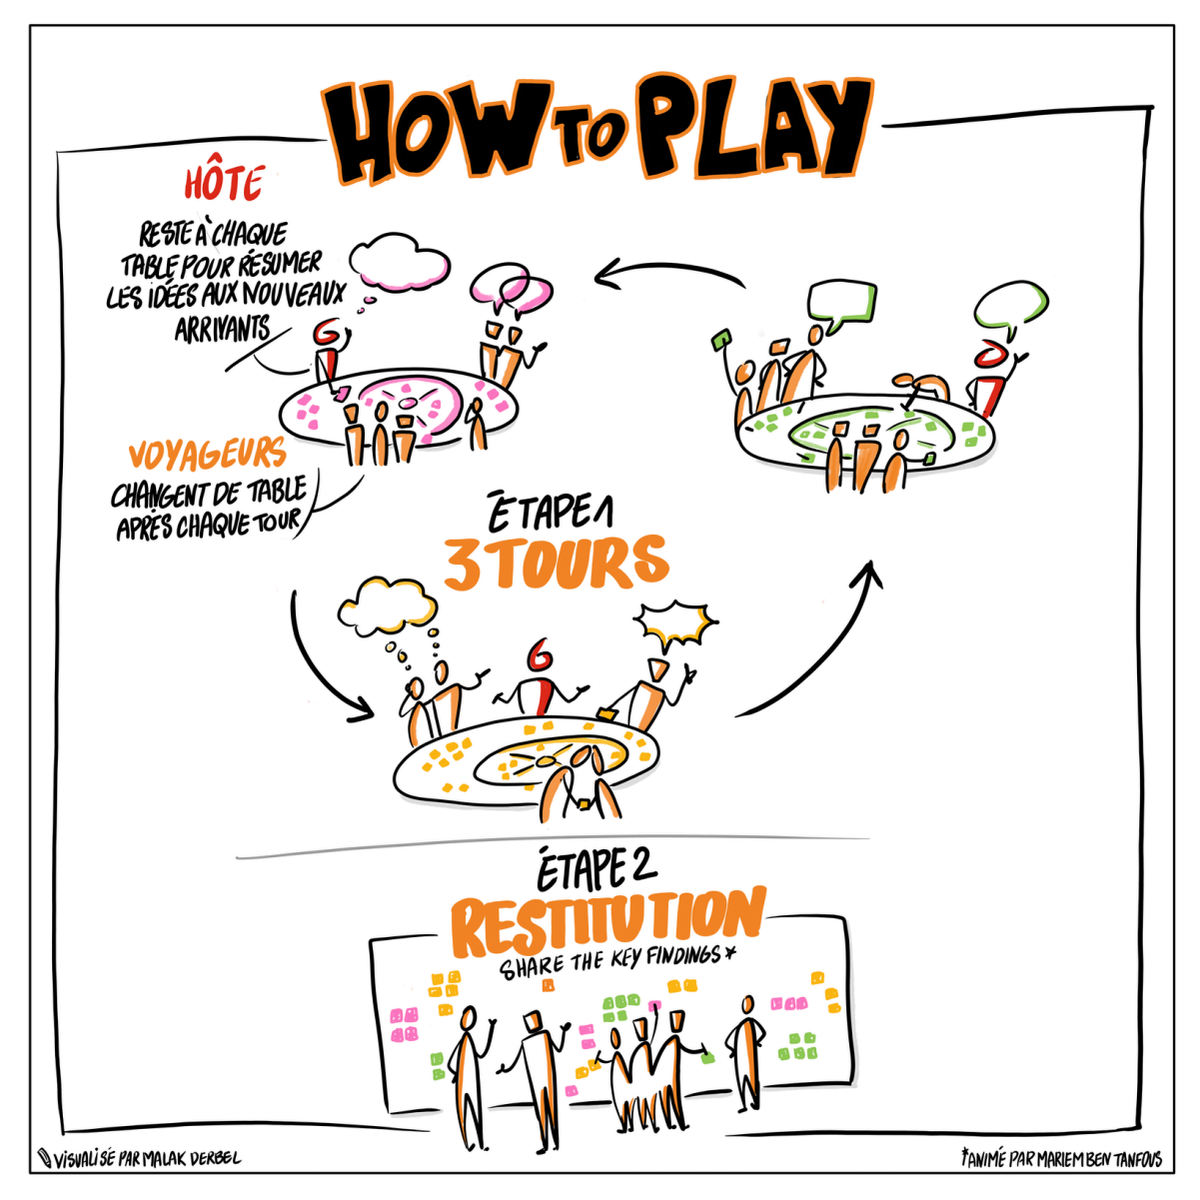 HOW TO PLAY
HÔTE
RESTE À CHAQUE
TABLE POUR RÉSUMER
LES IDÉES AUX NOUVEAUX
ARRIVANTS
VOYAGEURS
CHANGENT DE TABLE
APRÈS CHAQUE TOUR
ÉTAPE 1
3 TOURS
ÉTAPE 2
RESTITUTION
SHARE THE KEY FINDINGS*
VISUALISÉ PAR MALAK DERBEL
*ANIMÉ PAR MARIEM BEN TANFOUS